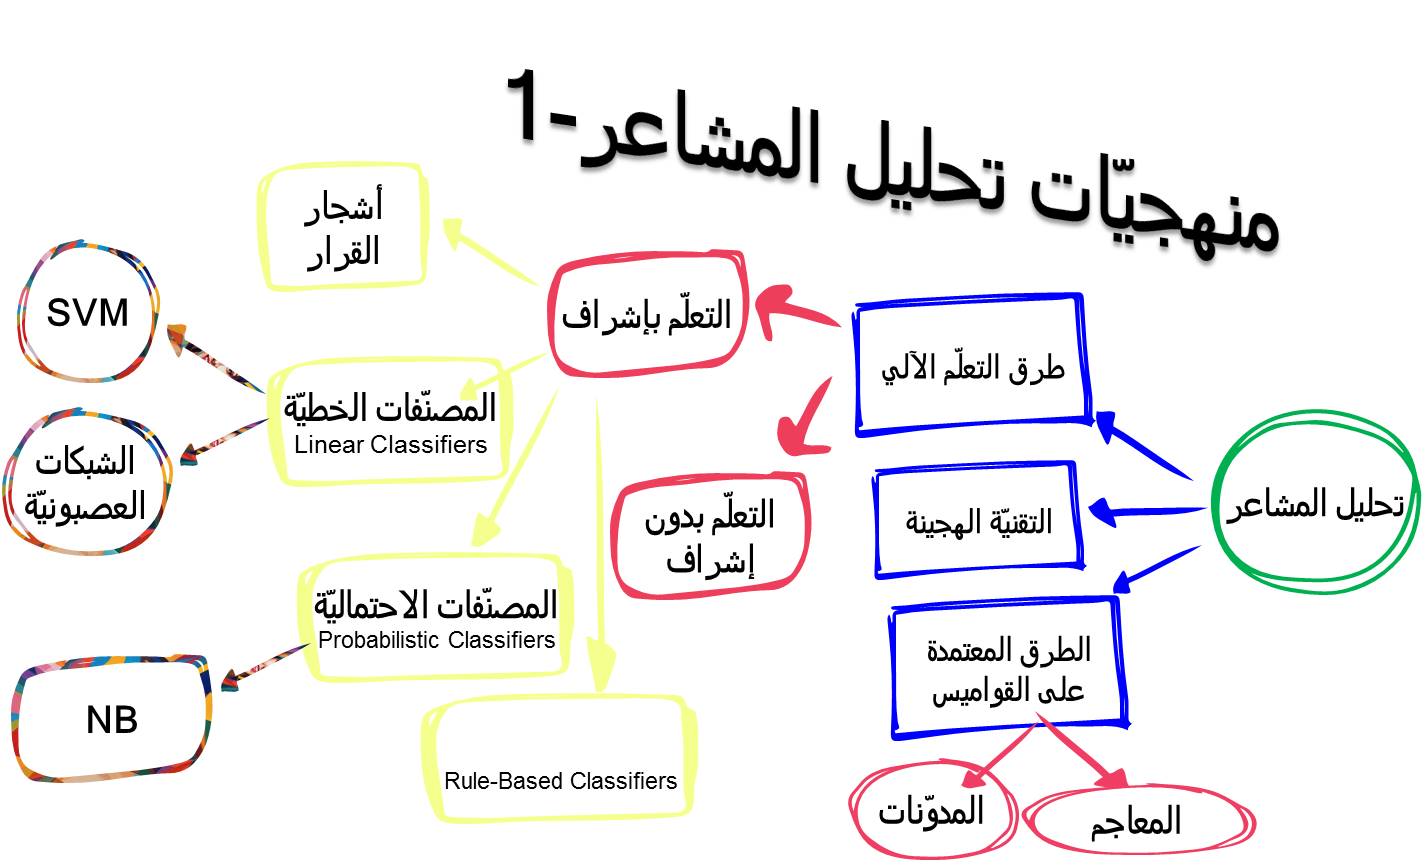 منهجيّات تحليل المشاعر-1
تحليل المشاعر
طرق التعلّم الآلي
التقنيّة الهجينة
الطرق المعتمدة
على القواميس
المعاجم
المدوّنات
التعلّم بإشراف
التعلّم بدون
إشراف
أشجار
القرار
المصنّفات الخطيّة
Linear Classifiers
المصنّفات الاحتماليّة
Probabilistic Classifiers
Rule-Based Classifiers
SVM
الشبكات
العصبونيّة
NB